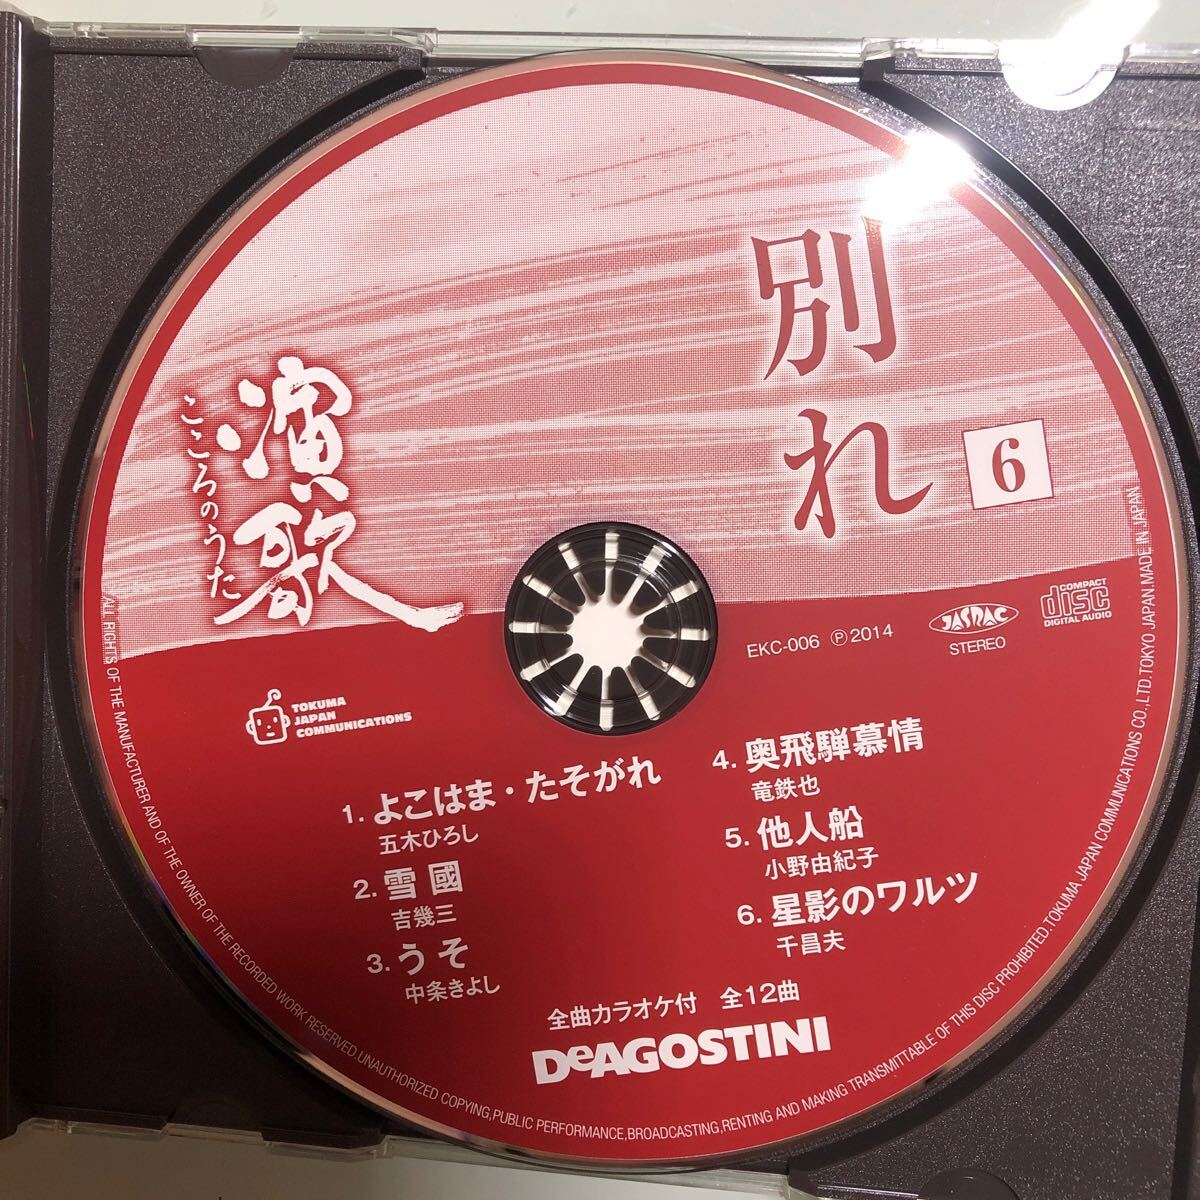 別れ
6
演歌
こころのうた
EKC-006 Ⓟ2014
JASRAC
STEREO
COMPACT
disc
DIGITAL AUDIO
TOKUMA
JAPAN
COMMUNICATIONS
1. よこはま・たそがれ
五木ひろし
2. 雪國
吉幾三
3. うそ
中条きよし
4. 奥飛騨慕情
竜鉄也
5. 他人船
小野由紀子
6. 星影のワルツ
千昌夫
全曲カラオケ付 全12曲
DeAGOSTINI
ALL RIGHTS OF THE MANUFACTURER AND OF THE OWNER OF THE RECORDED WORK RESERVED.UNAUTHORIZED COPYING,PUBLIC PERFORMANCE,BROADCASTING,RENTING AND MAKING TRANSMITTABLE OF THIS DISC PROHIBITED.TOKUMA JAPAN COMMUNICATIONS CO.,LTD.TOKYO JAPAN.MADE IN JAPAN